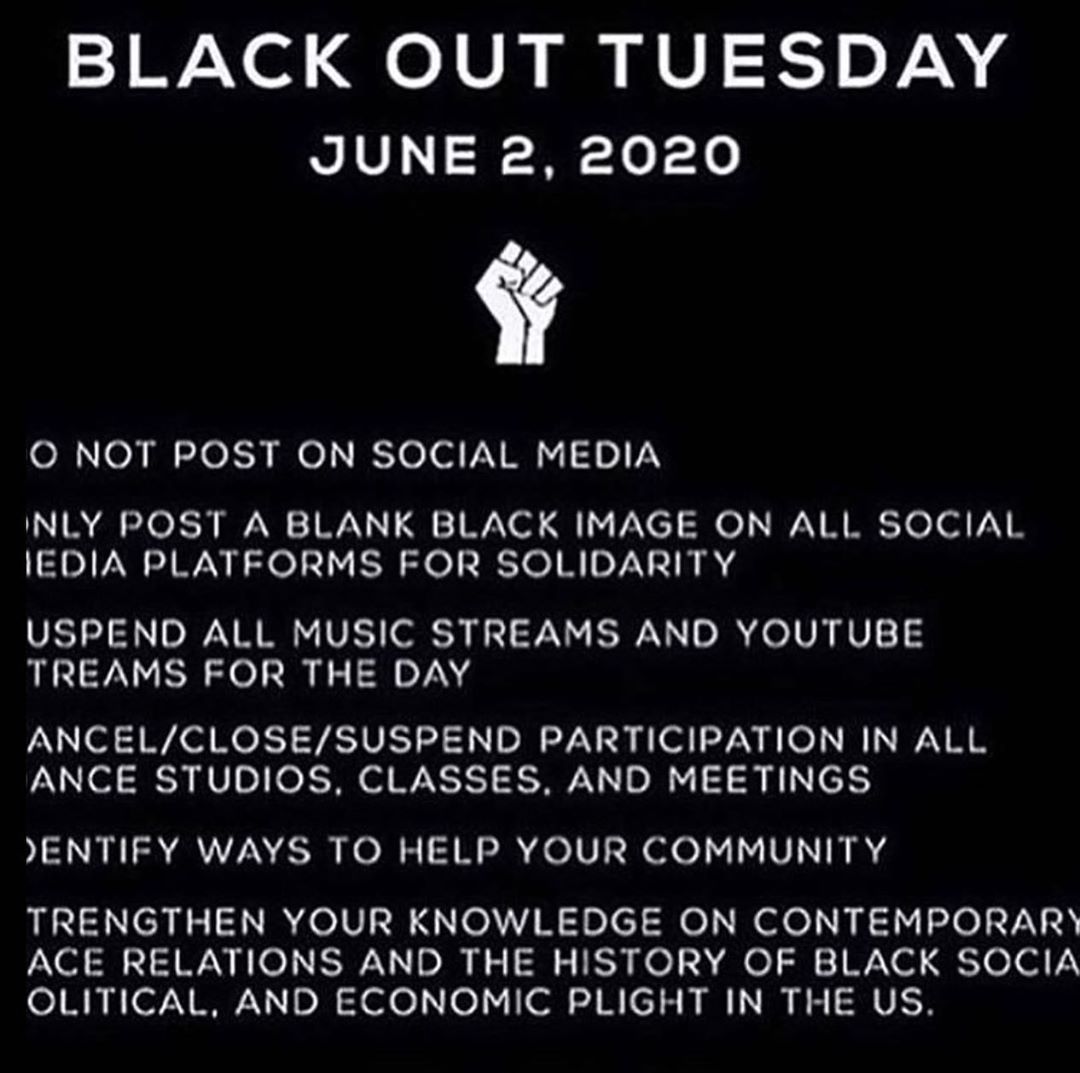 BLACK OUT TUESDAY
JUNE 2, 2020
O NOT POST ON SOCIAL MEDIA
NLY POST A BLANK BLACK IMAGE ON ALL SOCIAL
EDIA PLATFORMS FOR SOLIDARITY
USPEND ALL MUSIC STREAMS AND YOUTUBE
TREAMS FOR THE DAY
ANCEL/CLOSE/SUSPEND PARTICIPATION IN ALL
ANCE STUDIOS, CLASSES, AND MEETINGS
DENTIFY WAYS TO HELP YOUR COMMUNITY
TRENGTHEN YOUR KNOWLEDGE ON CONTEMPORARY
ACE RELATIONS AND THE HISTORY OF BLACK SOCIA
OLITICAL, AND ECONOMIC PLIGHT IN THE US.